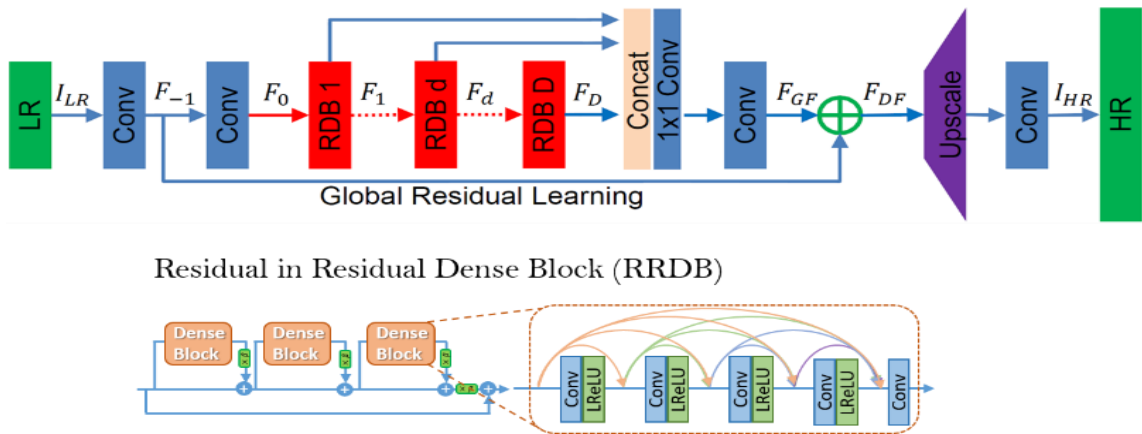 LR
I_LR
Conv
F_−1
Conv
F_0
RDB 1
F_1
RDB d
F_d
RDB D
F_D
Concat
1x1 Conv
Conv
F_GF
F_DF
Upscale
Conv
I_HR
HR
Global Residual Learning
Residual in Residual Dense Block (RRDB)
Dense
Block
×β
Dense
Block
×β
Dense
Block
×β
×β
Conv
LReLU
Conv
LReLU
Conv
LReLU
Conv
LReLU
Conv